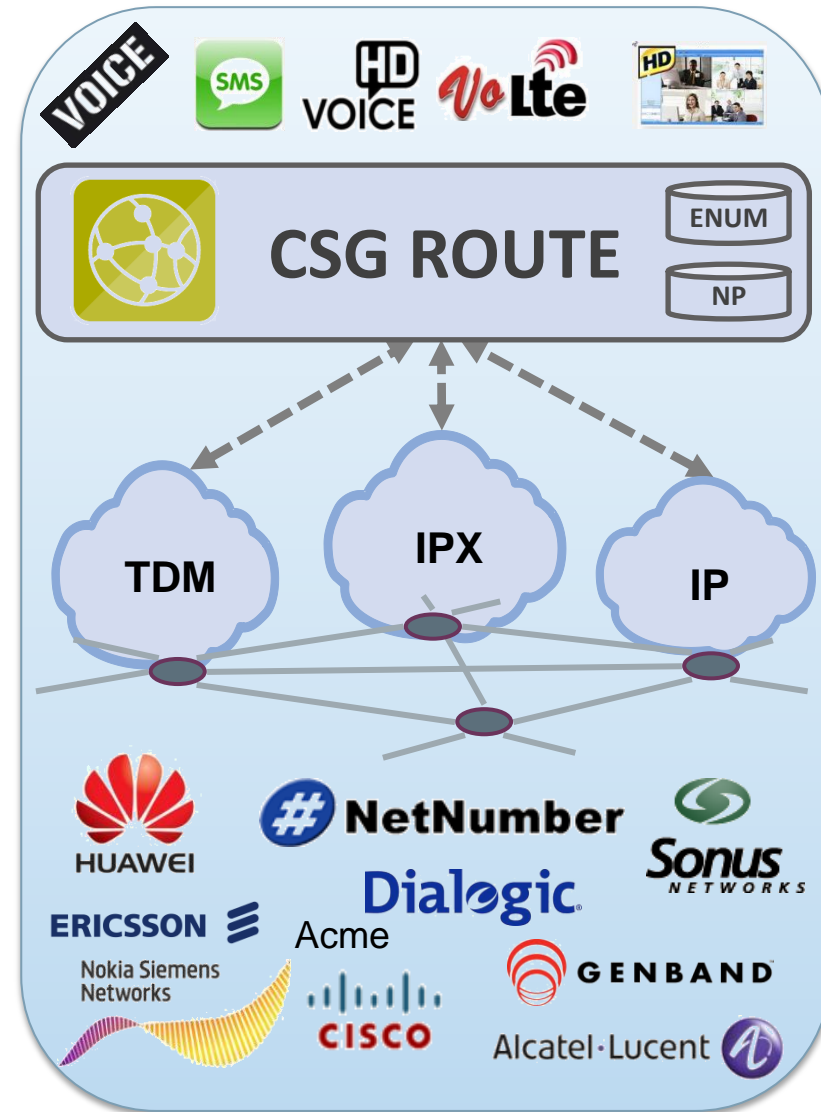 VOICE
SMS
HD
VOICE
VoLte
HD
CSG ROUTE
ENUM
NP
TDM
IPX
IP
HUAWEI
# NetNumber
Sonus
NETWORKS
Dialogic
ERICSSON
Acme
Nokia Siemens
Networks
CISCO
GENBAND
Alcatel·Lucent